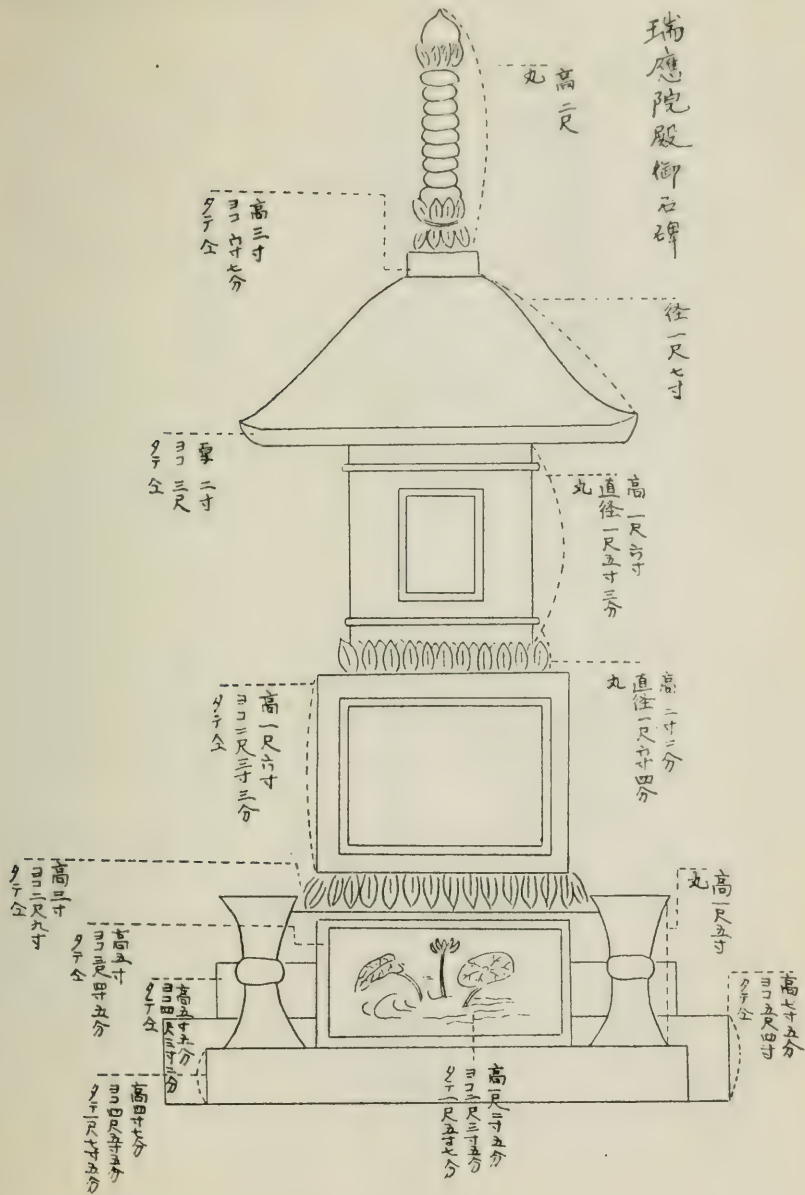 瑞應院殿御石碑
高二尺
丸
径一尺七寸
高三寸
ヨコ六寸七分
タテ仝
二寸
ヨコ三尺
タテ仝
高一尺六寸
直径一尺五寸三分
丸
高二寸二分
直径一尺六寸四分
丸
高一尺六寸
ヨコ二尺三寸三分
タテ仝
高一尺五寸
丸
高七寸五分
ヨコ五尺四寸
タテ仝
高三寸
ヨコ二尺九寸
タテ仝
高五寸
ヨコ三尺四寸五分
タテ仝
高五寸五分
ヨコ四尺三寸三分
タテ仝
高四寸七分
ヨコ四尺五寸五分
タテ一尺七寸五分
高一尺二寸五分
ヨコ二尺三寸五分
タテ一尺五寸七分